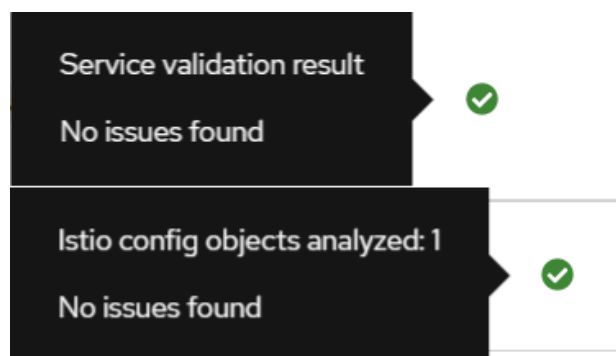 Service validation result
No issues found
Istio config objects analyzed: 1
No issues found